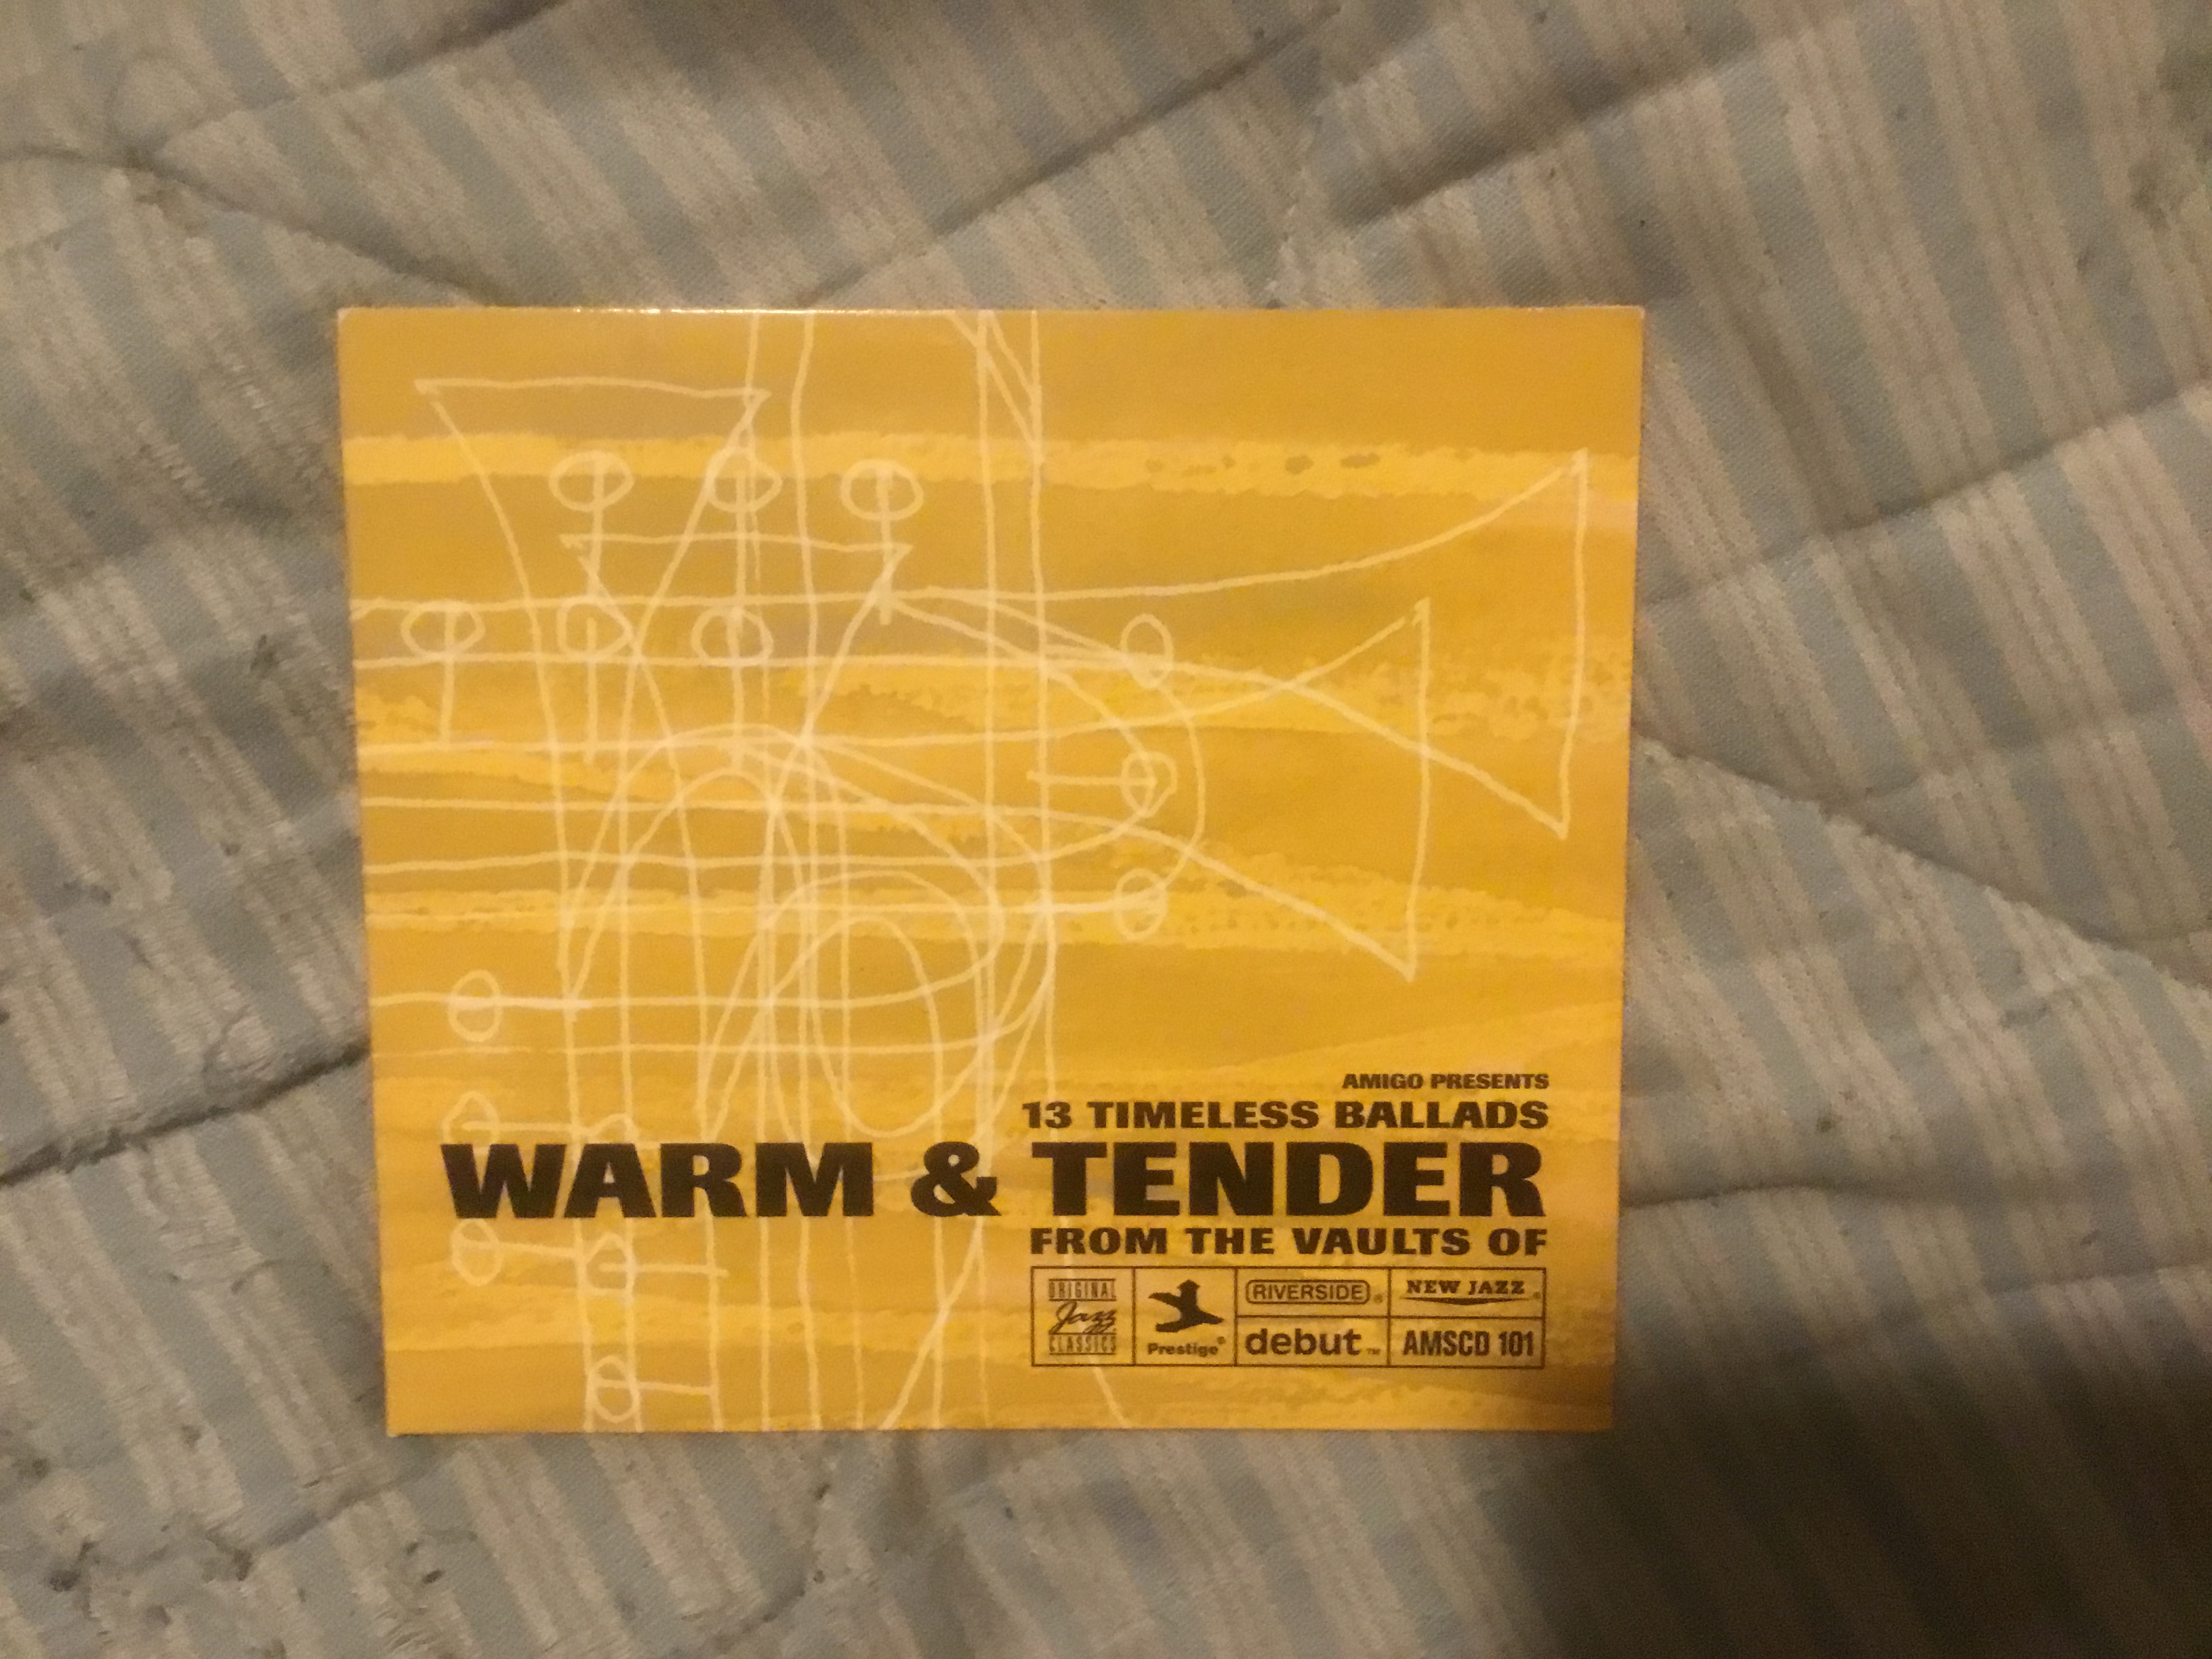 AMIGO PRESENTS
13 TIMELESS BALLADS
WARM & TENDER
FROM THE VAULTS OF
ORIGINAL
Jazz
CLASSICS
Prestige®
RIVERSIDE®
debut™
NEW JAZZ®
AMSCD 101